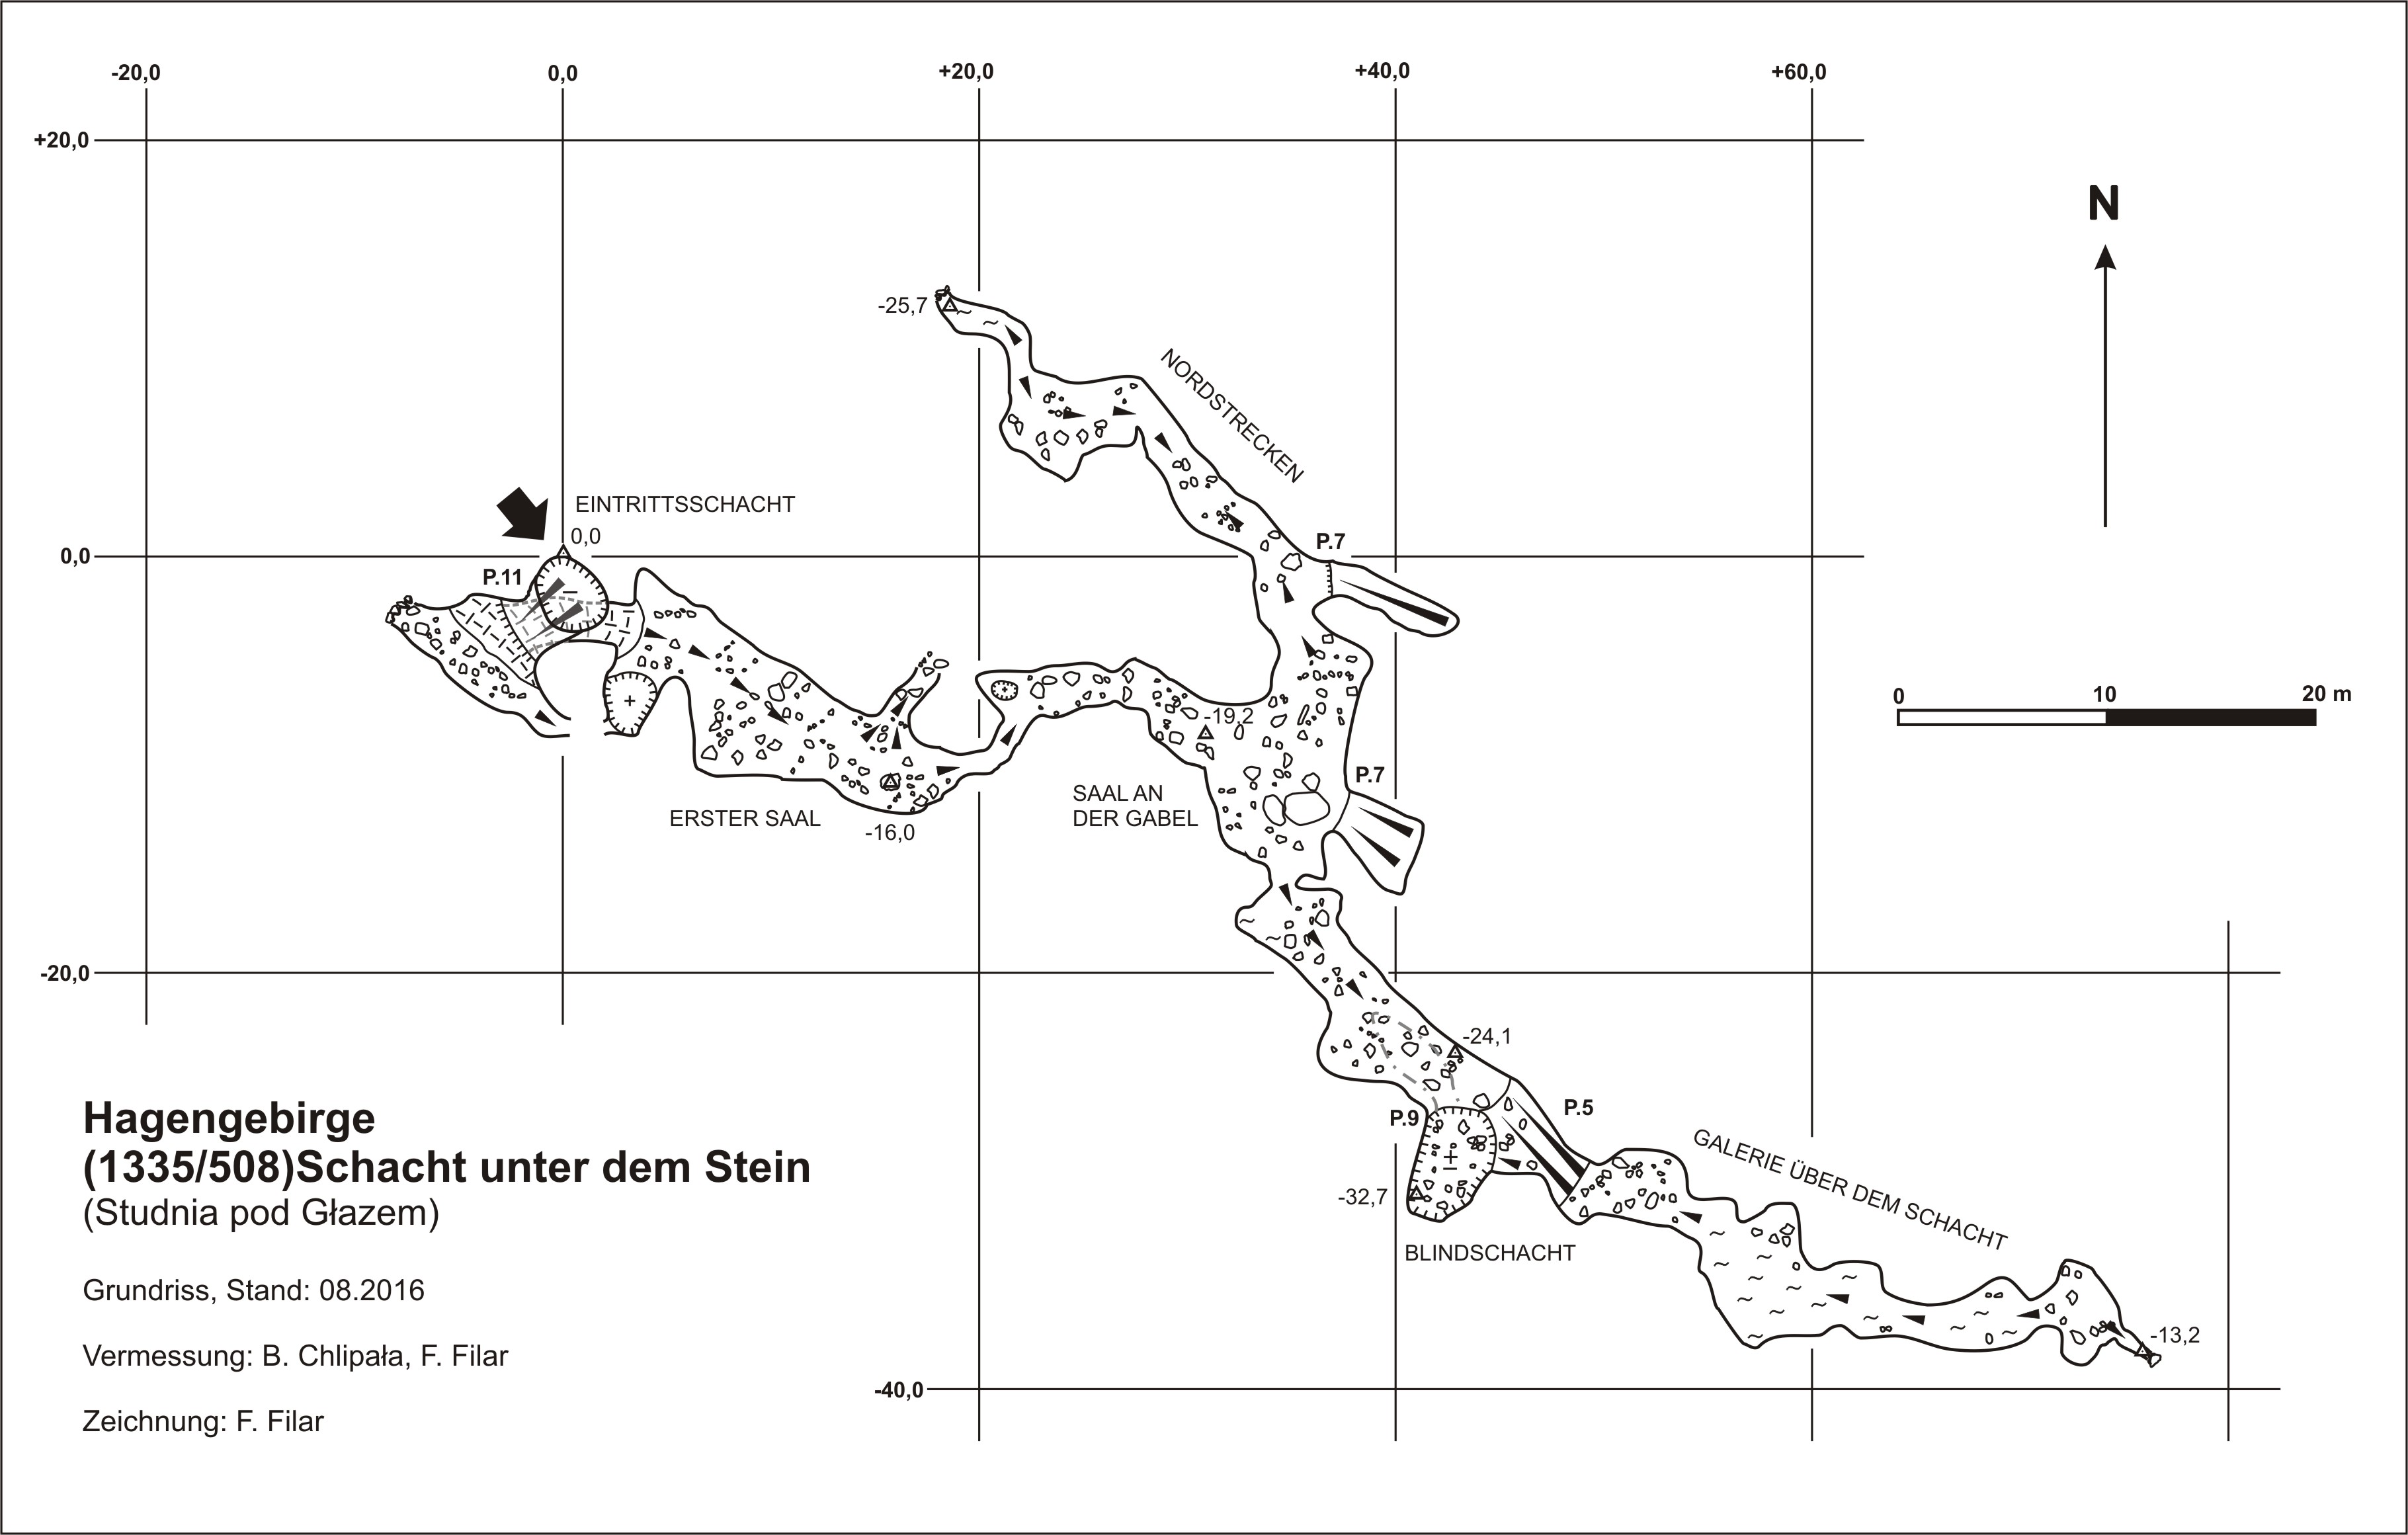 -20,0
0,0
+20,0
+40,0
+60,0
+20,0
N
-25,7
NORDSTRECKEN
EINTRITTSSCHACHT
0,0
P.7
0,0
P.11
0
10
20 m
-19,2
P.7
SAAL AN
DER GABEL
ERSTER SAAL
-16,0
-20,0
-24,1
P.9
P.5
GALERIE ÜBER DEM SCHACHT
-32,7
BLINDSCHACHT
-13,2
-40,0
Hagengebirge
(1335/508)Schacht unter dem Stein
(Studnia pod Głazem)
Grundriss, Stand: 08.2016
Vermessung: B. Chlipała, F. Filar
Zeichnung: F. Filar